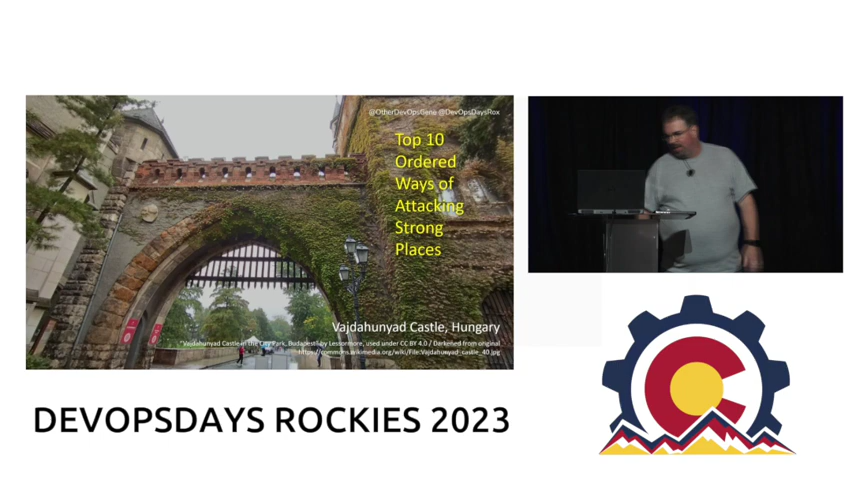 @OtherDevOpsGene @DevOpsDaysRox
Top 10
Ordered
Ways of
Attacking
Strong
Places
Vajdahunyad Castle, Hungary
"Vajdahunyad Castle in the City Park, Budapest" by Lessormore, used under CC BY 4.0 / Darkened from original
https://commons.wikimedia.org/wiki/File:Vajdahunyad_castle_40.jpg
DEVOPSDAYS ROCKIES 2023